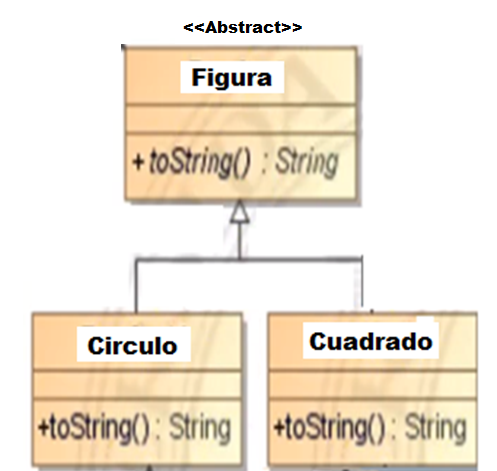 <<Abstract>>
Figura
+ toString() : String
Circulo
+toString() : String
Cuadrado
+toString() : String